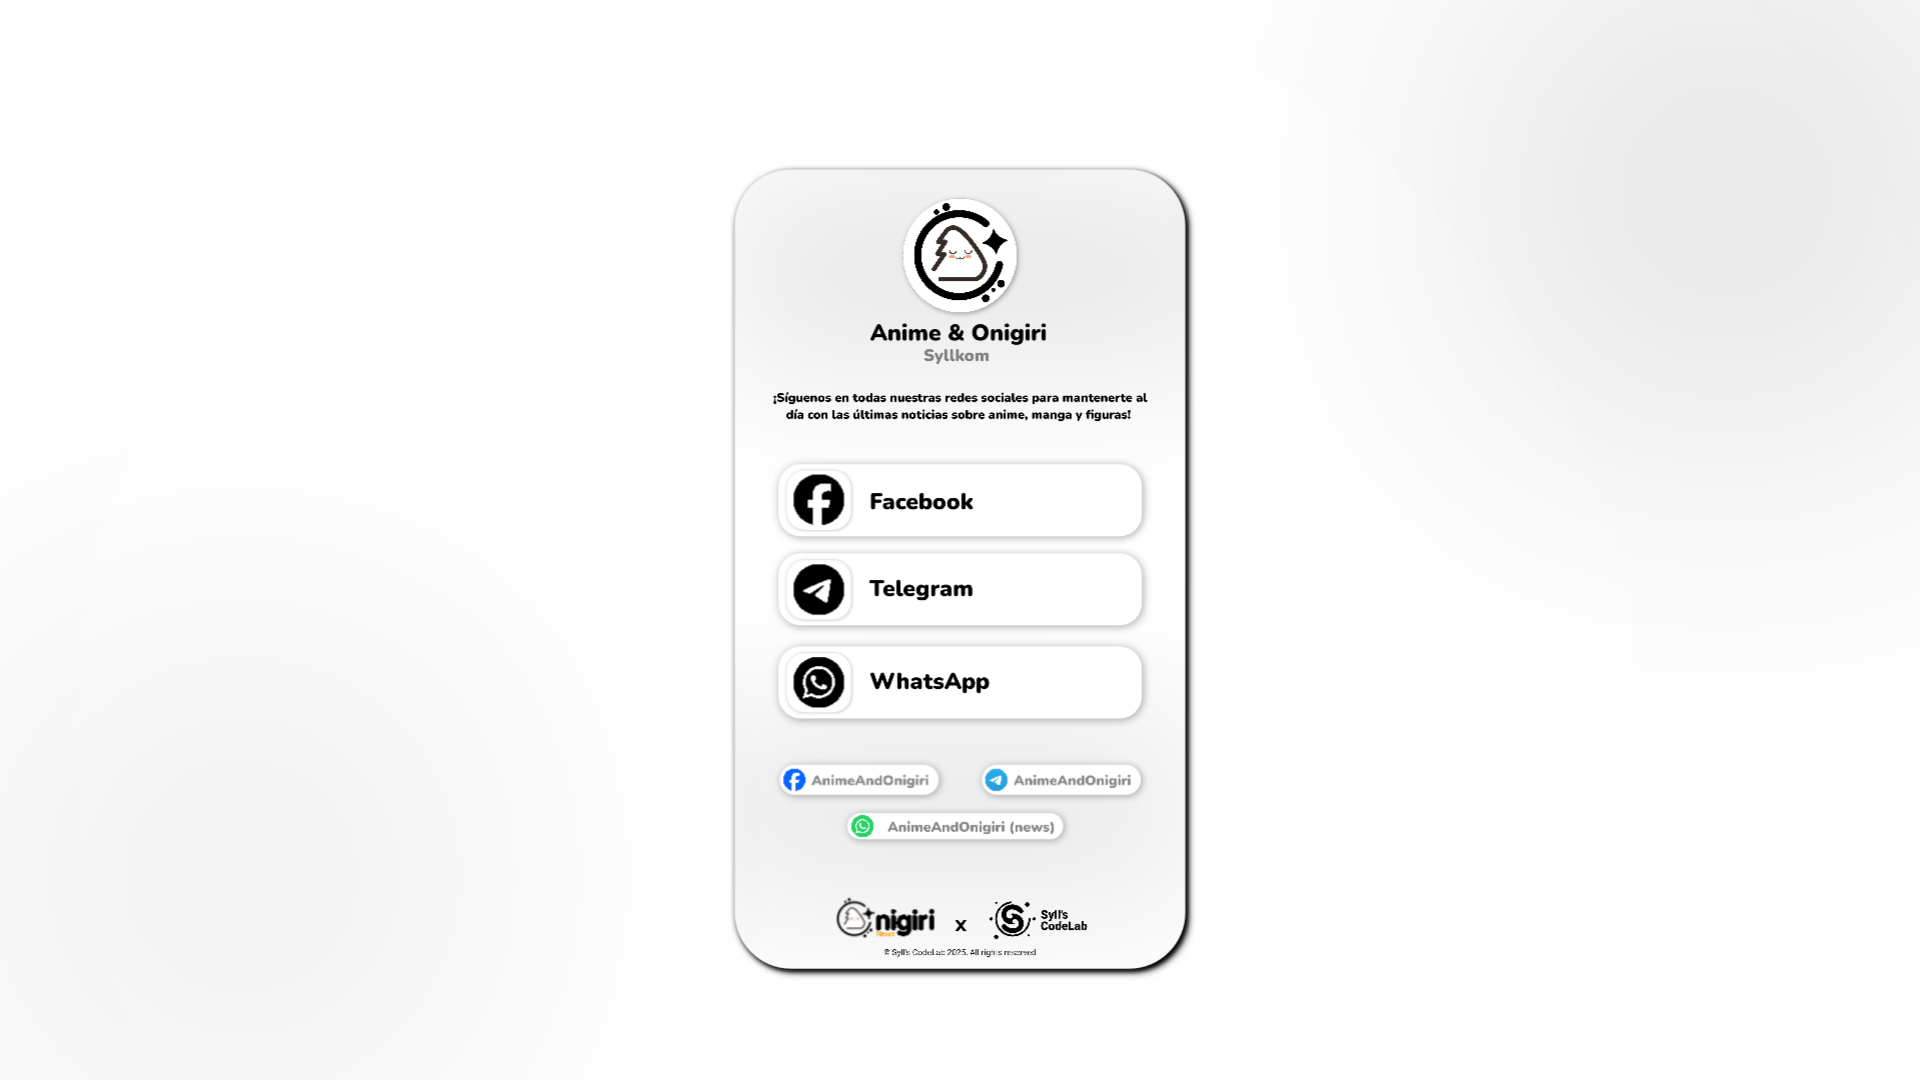 Anime & Onigiri
Syllkom
¡Síguenos en todas nuestras redes sociales para mantenerte al
día con las últimas noticias sobre anime, manga y figuras!
Facebook
Telegram
WhatsApp
AnimeAndOnigiri
AnimeAndOnigiri
AnimeAndOnigiri (news)
nigiri
x
Syll's
CodeLab
© Syll's CodeLab 2025. All rights reserved